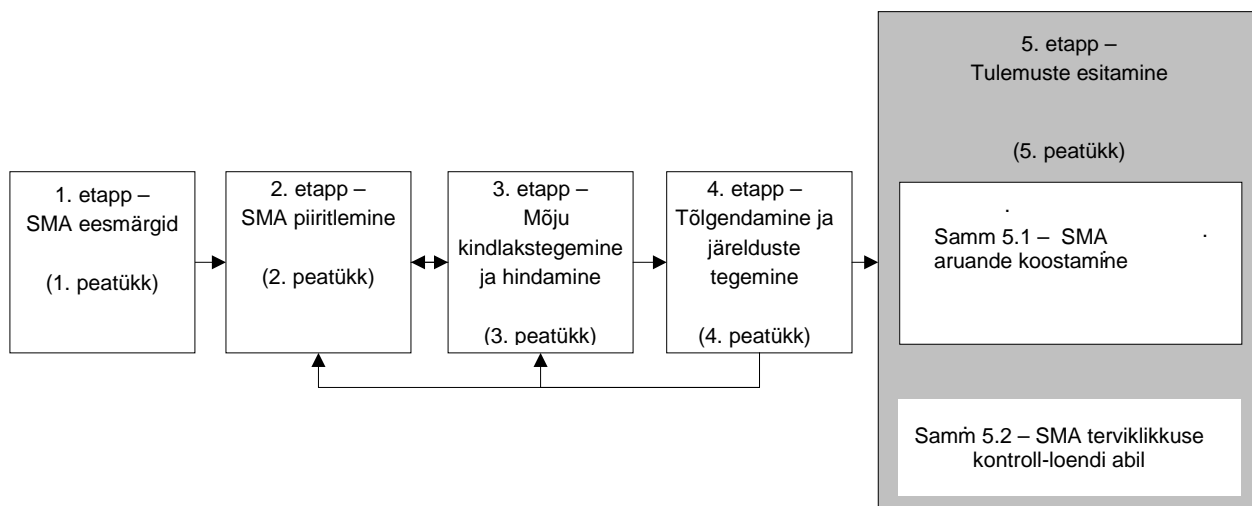 1. etapp –
SMA eesmärgid
(1. peatükk)
2. etapp –
SMA piiritlemine
(2. peatükk)
3. etapp –
Mõju
kindlakstegemine
ja hindamine
(3. peatükk)
4. etapp –
Tõlgendamine ja
järelduste
tegemine
(4. peatükk)
5. etapp –
Tulemuste esitamine
(5. peatükk)
Samm 5.1 – SMA
aruande koostamine
Samm 5.2 – SMA terviklikkuse
kontroll-loendi abil